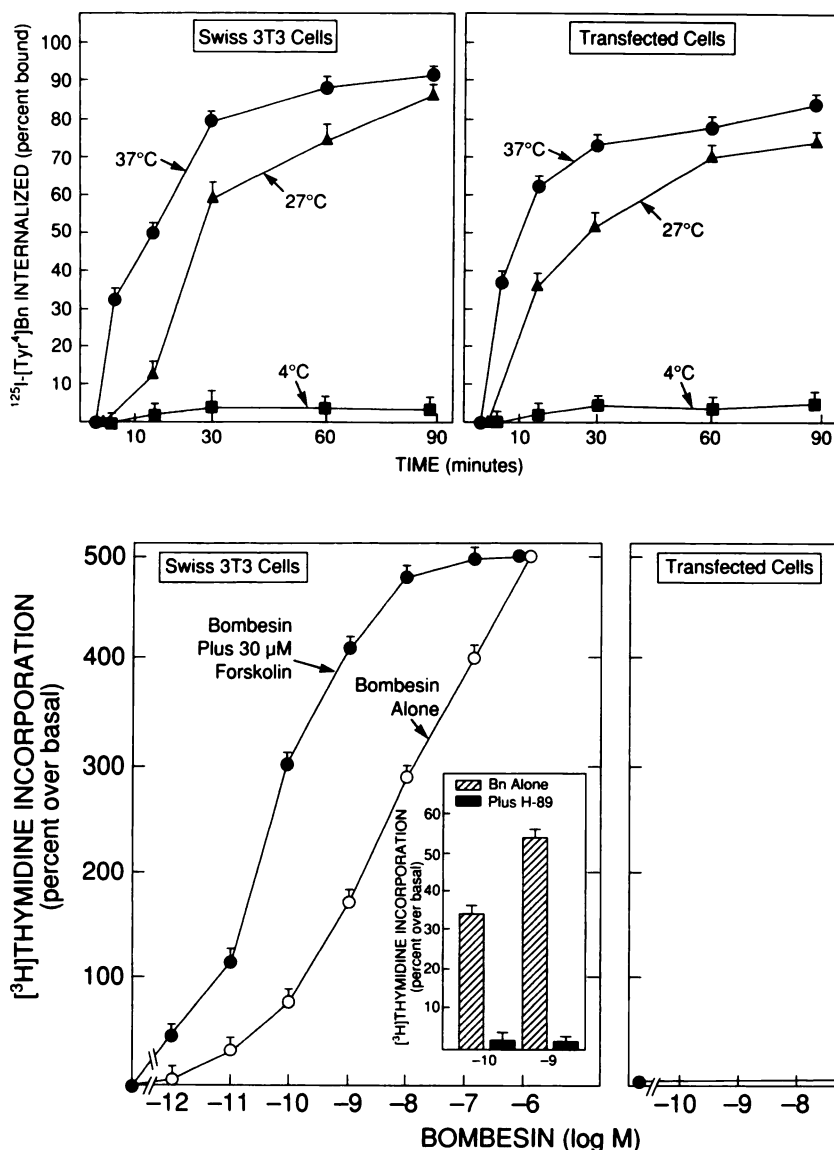 Swiss 3T3 Cells
Transfected Cells
¹²⁵I-[Tyr⁴]Bn INTERNALIZED (percent bound)
100
90
80
70
60
50
40
30
20
10
37°C
27°C
4°C
37°C
27°C
4°C
10 30 60 90
10 30 60 90
TIME (minutes)
Swiss 3T3 Cells
Transfected Cells
[³H]THYMIDINE INCORPORATION
(percent over basal)
500
400
300
200
100
Bombesin
Plus 30 µM
Forskolin
Bombesin
Alone
Bn Alone
Plus H-89
[³H]THYMIDINE INCORPORATION
(percent over basal)
60
50
40
30
20
10
−10 −9
−12 −11 −10 −9 −8 −7 −6
−10 −9 −8
BOMBESIN (log M)